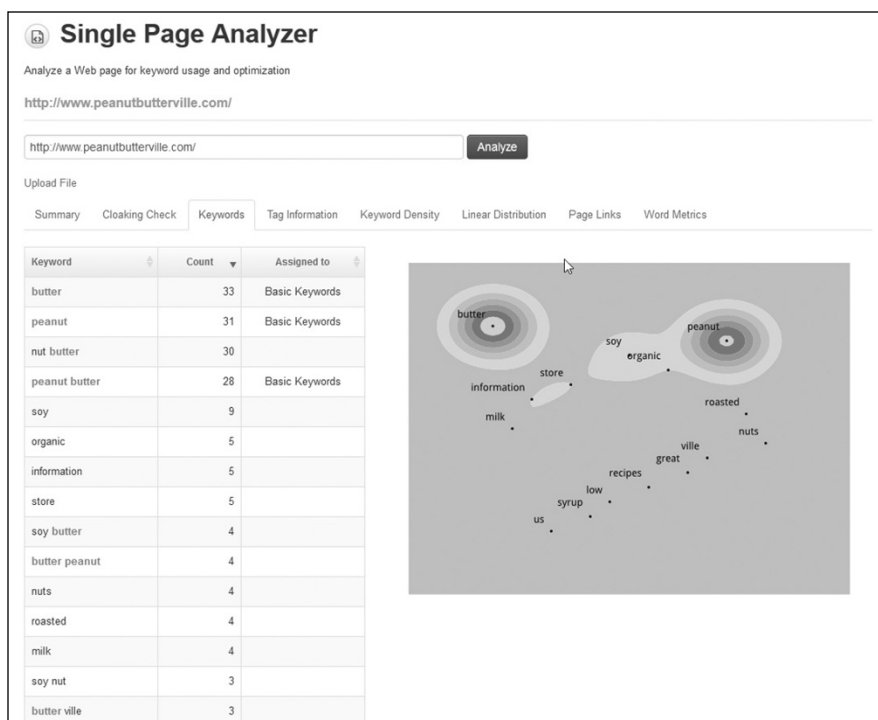 Single Page Analyzer
Analyze a Web page for keyword usage and optimization
http://www.peanutbutterville.com/
http://www.peanutbutterville.com/ Analyze
Upload File
Summary Cloaking Check Keywords Tag Information Keyword Density Linear Distribution Page Links Word Metrics
Keyword Count Assigned to
butter 33 Basic Keywords
peanut 31 Basic Keywords
nut butter 30
peanut butter 28 Basic Keywords
soy 9
organic 5
information 5
store 5
soy butter 4
butter peanut 4
nuts 4
roasted 4
milk 4
soy nut 3
butter ville 3
butter
peanut
soy
organic
store
information
roasted
milk
nuts
ville
great
recipes
low
syrup
us